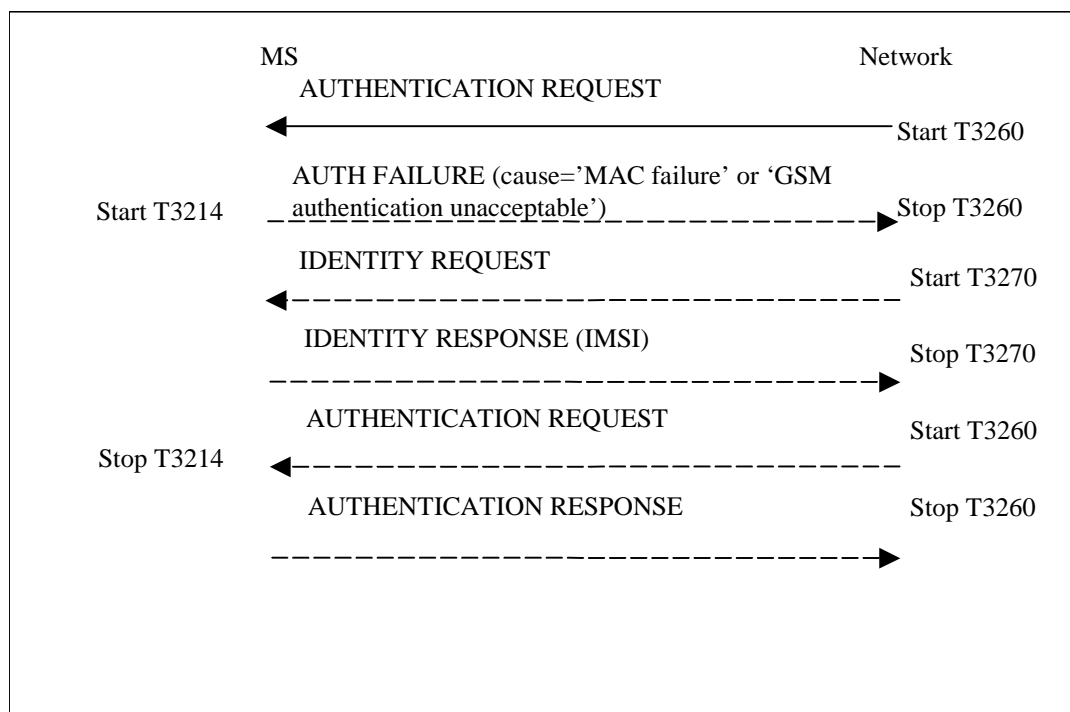 MS Network
AUTHENTICATION REQUEST
Start T3260
AUTH FAILURE (cause=’MAC failure’ or ‘GSM
authentication unacceptable’)
Start T3214
Stop T3260
IDENTITY REQUEST
Start T3270
IDENTITY RESPONSE (IMSI)
Stop T3270
AUTHENTICATION REQUEST
Start T3260
Stop T3214
AUTHENTICATION RESPONSE
Stop T3260